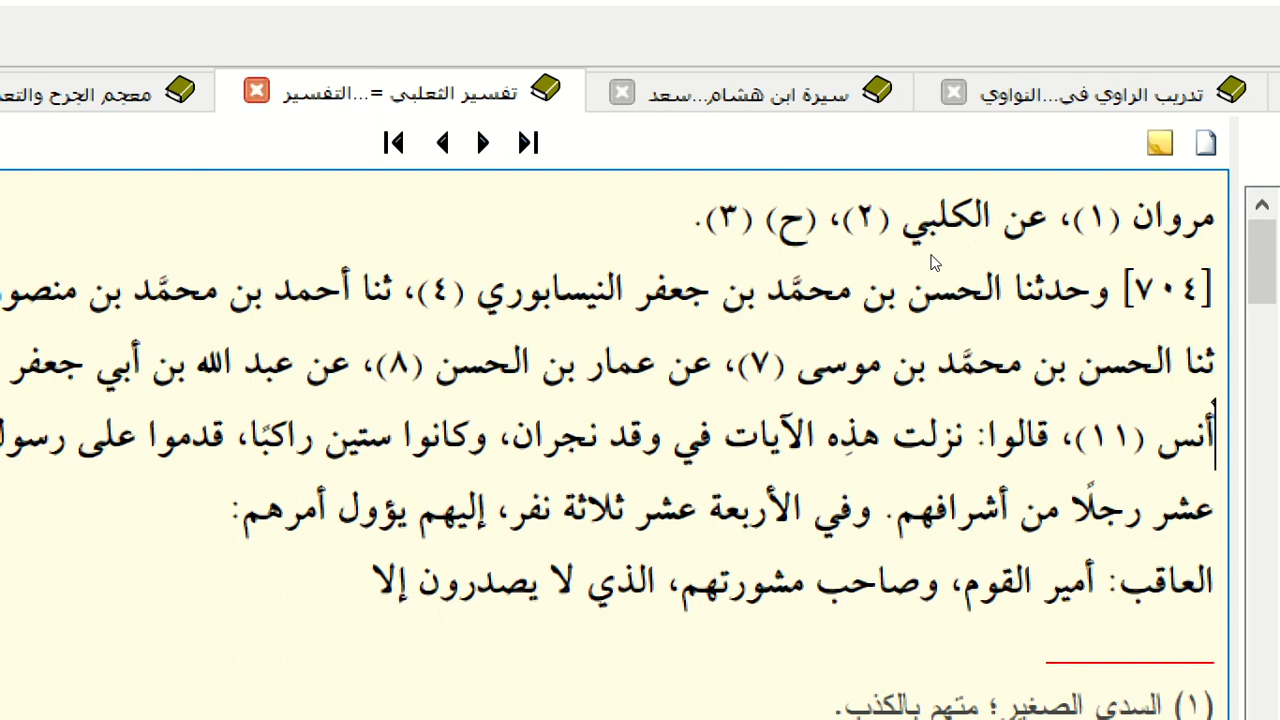 تدريب الراوي في...النواوي
سيرة ابن هشام...سعد
تفسير الثعلبي =...التفسير
معجم الجرح والتعد
مروان (١)، عن الكلبي (٢)، (ح) (٣).
[٧٠٤] وحدثنا الحسن بن محمَّد بن جعفر النيسابوري (٤)، ثنا أحمد بن محمَّد بن منصو
ثنا الحسن بن محمَّد بن موسى (٧)، عن عمار بن الحسن (٨)، عن عبد الله بن أبي جعفر
أنس (١١)، قالوا: نزلت هذِه الآيات في وقد نجران، وكانوا ستين راكبًا، قدموا على رسول
عشر رجلًا من أشرافهم. وفي الأربعة عشر ثلاثة نفر، إليهم يؤول أمرهم:
العاقب: أمير القوم، وصاحب مشورتهم، الذي لا يصدرون إلا
(١) السدي الصغير؛ متهم بالكذب.